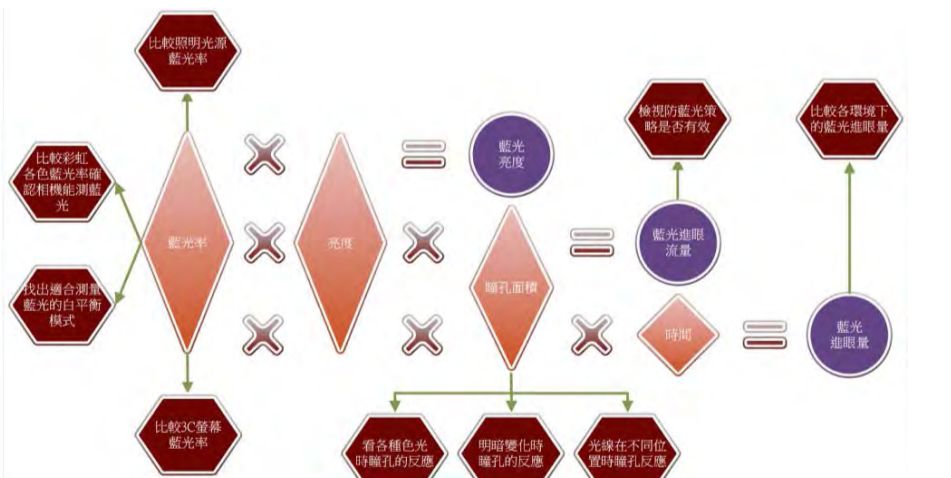 比較照明光源
藍光率
檢視防藍光策
略是否有效
比較各環境下
的藍光進眼量
藍光
亮度
比較彩虹
各色藍光率確
認相機能測藍
光
藍光率
亮度
藍光進眼
流量
瞳孔面積
找出適合測量
藍光的白平衡
模式
時間
藍光
進眼量
比較3C螢幕
藍光率
看各種色光
時瞳孔的反應
明暗變化時
瞳孔的反應
光線在不同位
置時瞳孔反應